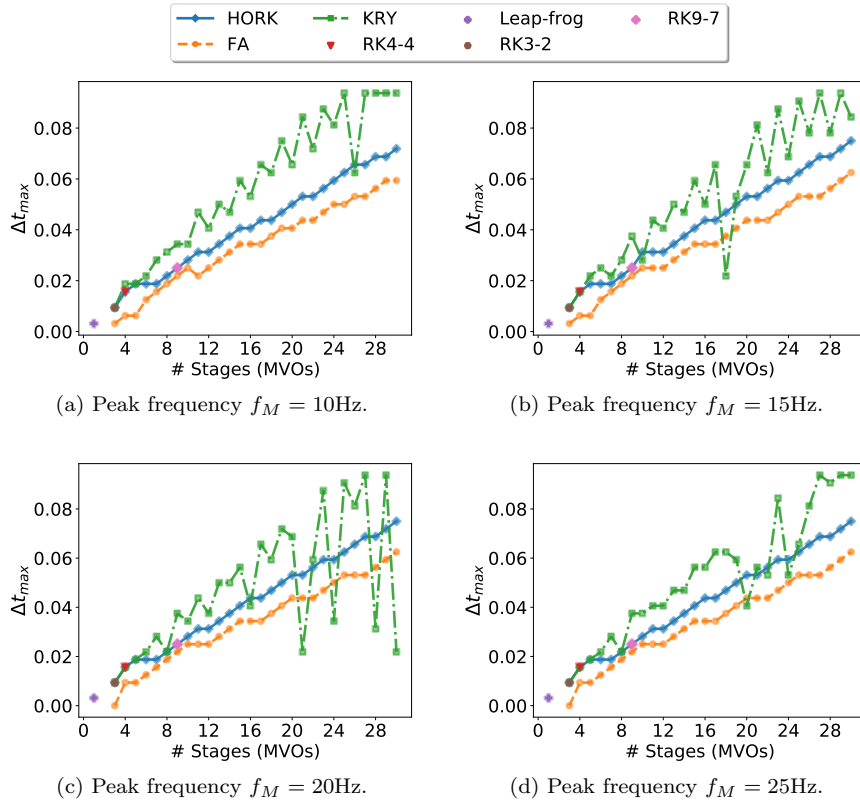 HORK KRY Leap-frog RK9-7
FA RK4-4 RK3-2
0.08
0.06
0.04
0.02
0.00
Δt_max
0 4 8 12 16 20 24 28
# Stages (MVOs)
(a) Peak frequency f_M = 10Hz.
0.08
0.06
0.04
0.02
0.00
Δt_max
0 4 8 12 16 20 24 28
# Stages (MVOs)
(b) Peak frequency f_M = 15Hz.
0.08
0.06
0.04
0.02
0.00
Δt_max
0 4 8 12 16 20 24 28
# Stages (MVOs)
(c) Peak frequency f_M = 20Hz.
0.08
0.06
0.04
0.02
0.00
Δt_max
0 4 8 12 16 20 24 28
# Stages (MVOs)
(d) Peak frequency f_M = 25Hz.